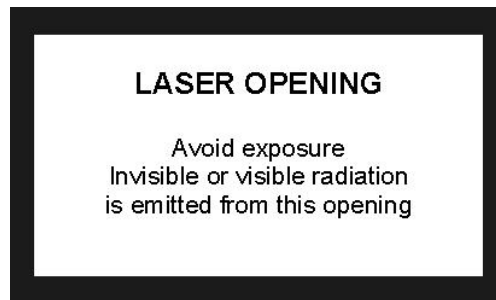 LASER OPENING
Avoid exposure
Invisible or visible radiation
is emitted from this opening